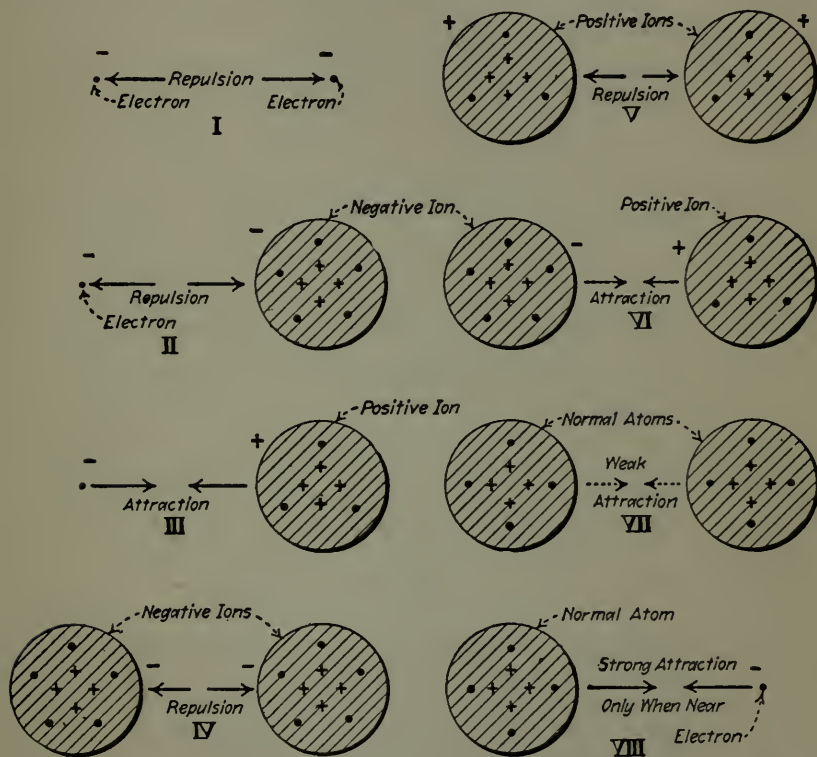 - -
Repulsion
Electron Electron
I
+ Positive Ions +
Repulsion
V
- Negative Ion -
Repulsion
Electron
II
- Positive Ion +
Attraction
VI
- + Positive Ion
Attraction
III
Normal Atoms
Weak
Attraction
VII
Negative Ions
- -
Repulsion
IV
Normal Atom
Strong Attraction -
Only When Near
Electron
VIII